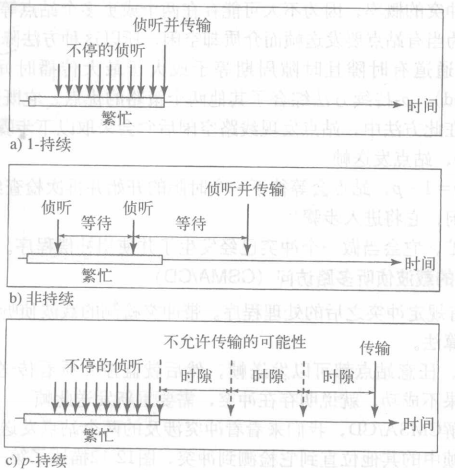 侦听并传输
不停的侦听
繁忙
时间
a) 1-持续
侦听并传输
侦听 侦听
等待 等待
繁忙
时间
b) 非持续
传输
不允许传输的可能性
不停的侦听
时隙 时隙 时隙
繁忙
时间
c) p-持续